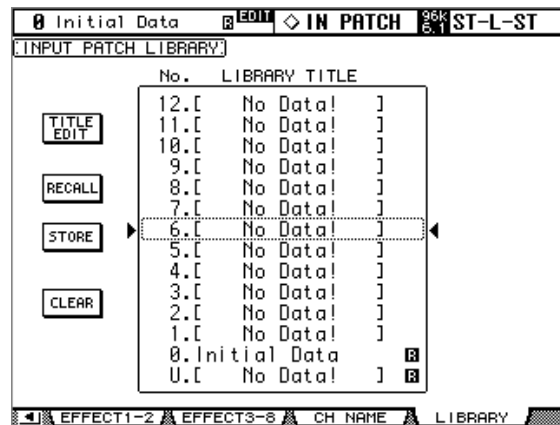 0 Initial Data R EDIT ◇ IN PATCH 96k 6.1 ST-L-ST
INPUT PATCH LIBRARY
No. LIBRARY TITLE
12.[ No Data! ]
TITLE EDIT
11.[ No Data! ]
10.[ No Data! ]
9.[ No Data! ]
RECALL
8.[ No Data! ]
7.[ No Data! ]
STORE
6.[ No Data! ]
5.[ No Data! ]
4.[ No Data! ]
CLEAR
3.[ No Data! ]
2.[ No Data! ]
1.[ No Data! ]
0.Initial Data R
U.[ No Data! ] R
EFFECT1-2 EFFECT3-8 CH NAME LIBRARY